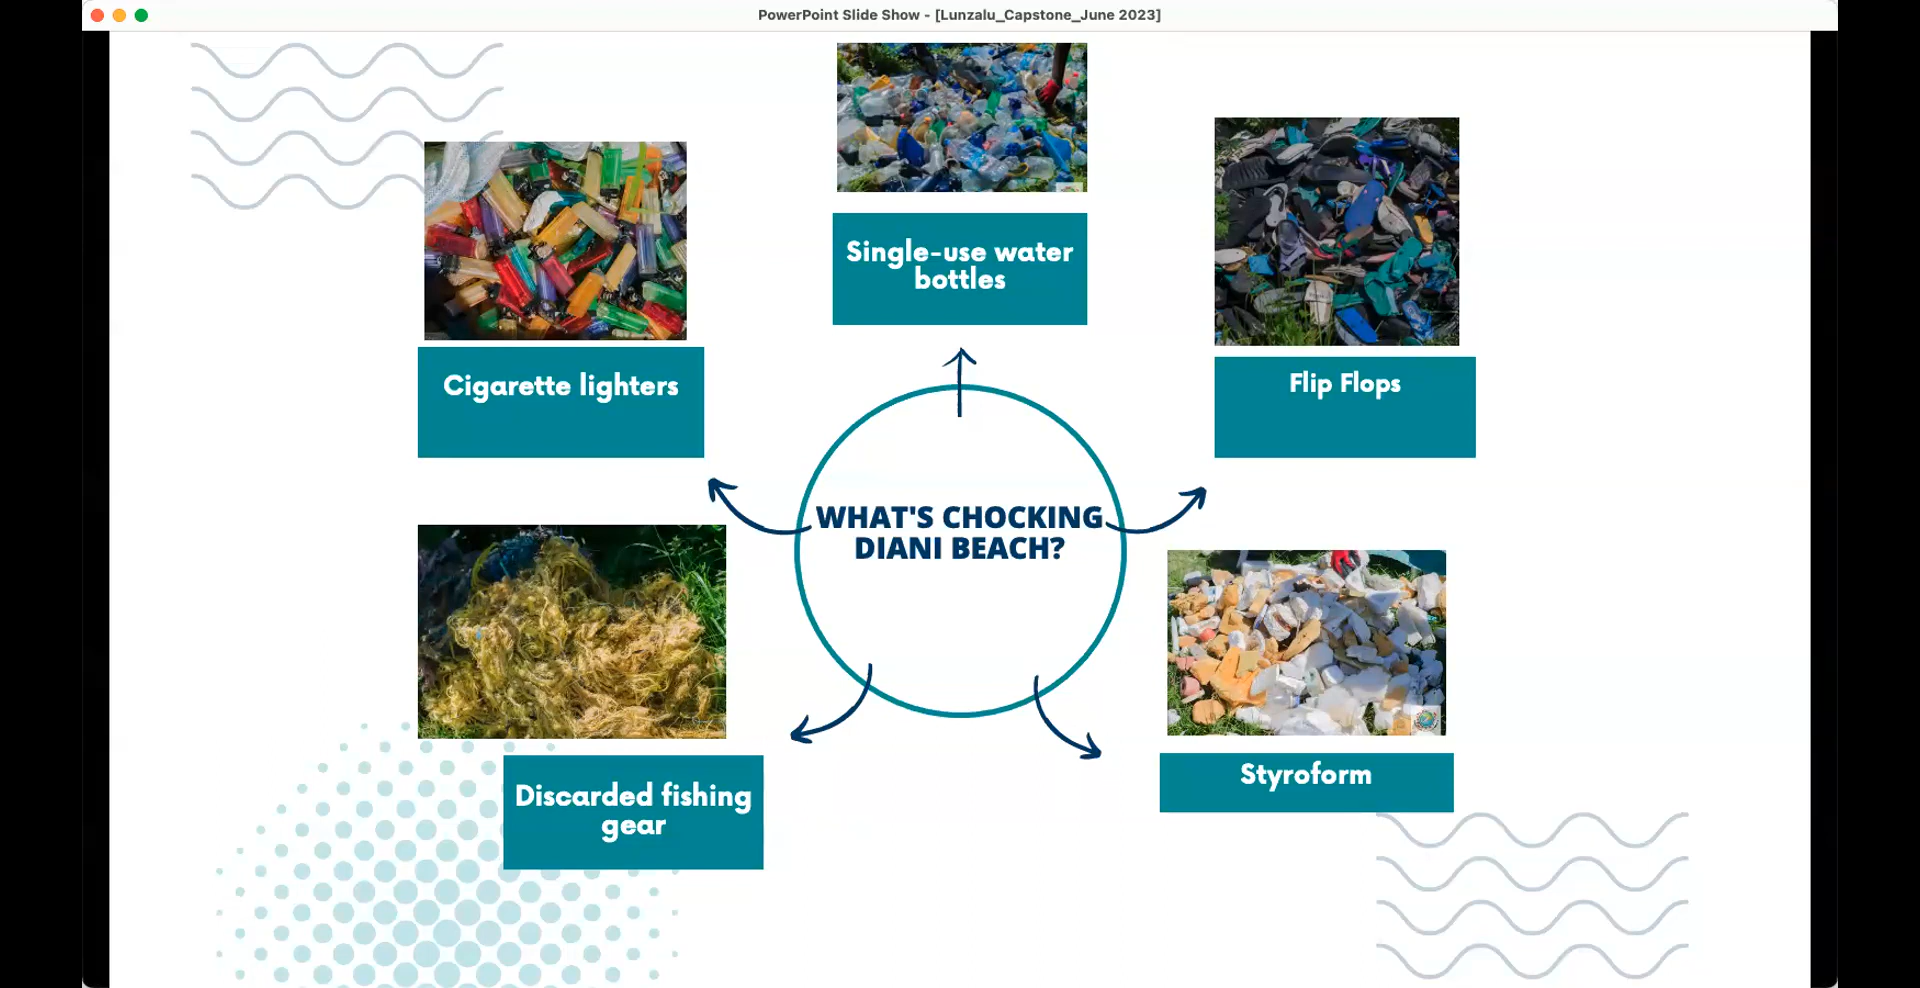 PowerPoint Slide Show - [Lunzalu_Capstone_June 2023]
Single-use water
bottles
Cigarette lighters
Flip Flops
WHAT'S CHOCKING
DIANI BEACH?
Discarded fishing
gear
Styroform